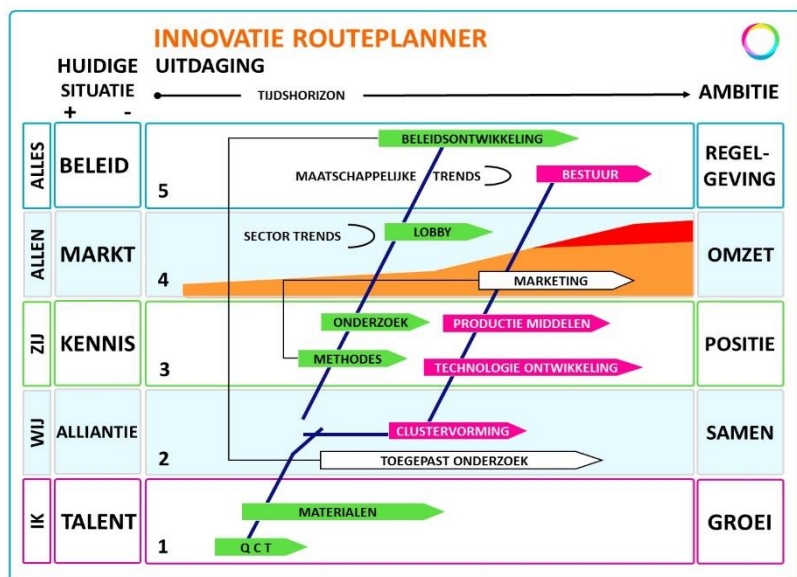 INNOVATIE ROUTEPLANNER
HUIDIGE SITUATIE
+ -
UITDAGING
TIJDSHORIZON
AMBITIE
ALLES
BELEID
5
BELEIDSONTWIKKELING
MAATSCHAPPELIJKE TRENDS
BESTUUR
REGEL-
GEVING
ALLEN
MARKT
4
SECTOR TRENDS
LOBBY
MARKETING
OMZET
ZIJ
KENNIS
3
ONDERZOEK
PRODUCTIE MIDDELEN
METHODES
TECHNOLOGIE ONTWIKKELING
POSITIE
WIJ
ALLIANTIE
2
CLUSTERVORMING
TOEGEPAST ONDERZOEK
SAMEN
IK
TALENT
1
MATERIALEN
Q C T
GROEI